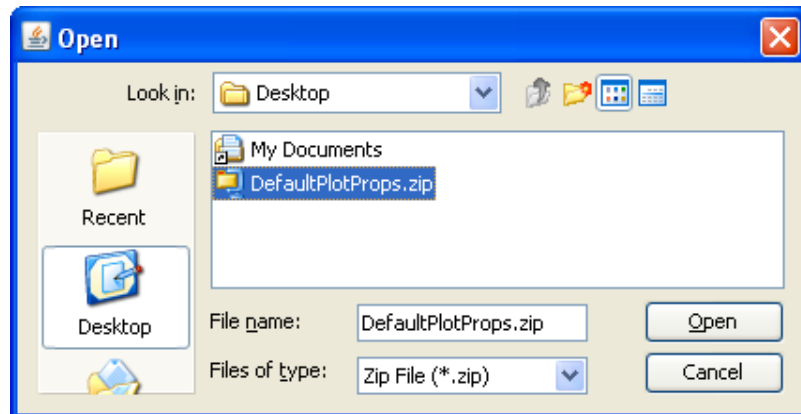 Open
Look in: Desktop
My Documents
DefaultPlotProps.zip
Recent
Desktop
File name: DefaultPlotProps.zip Open
Files of type: Zip File (*.zip) Cancel